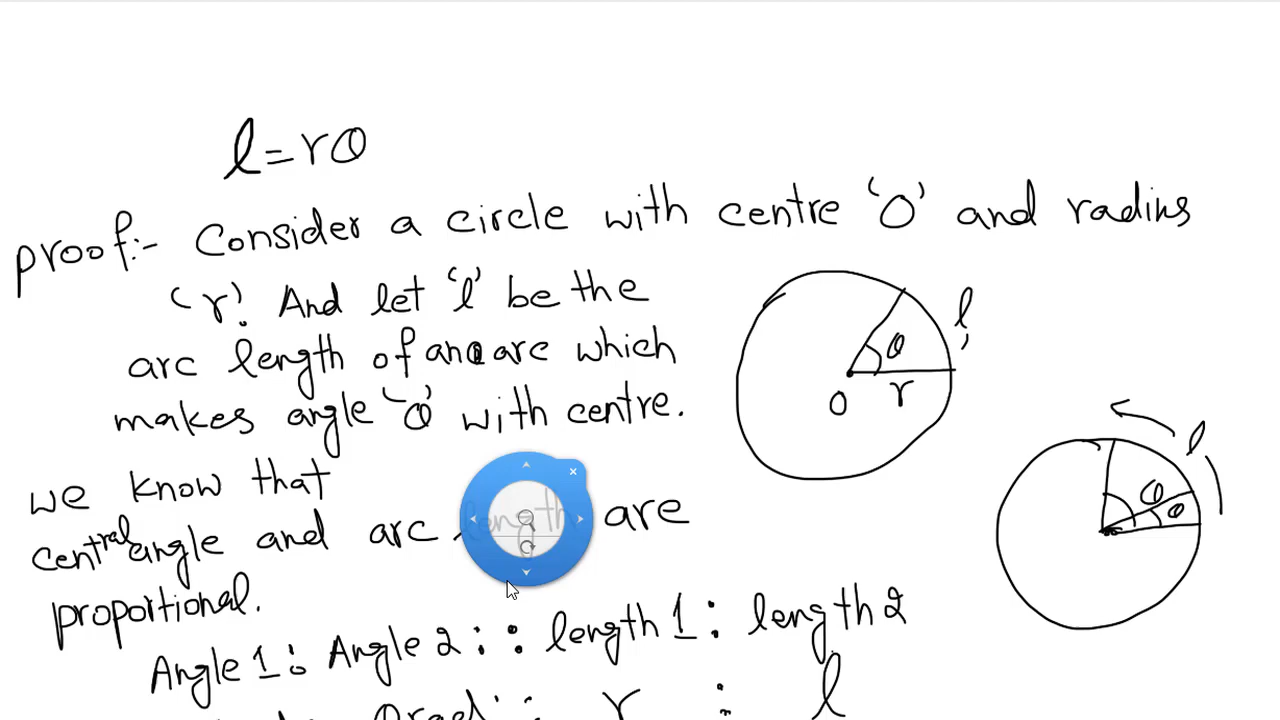 l = rθ
proof:- Consider a circle with centre 'O' and radius
'r'. And let 'l' be the
arc length of an arc which
makes angle 'θ' with centre.
we know that
central angle and arc length are
proportional.
Angle 1 : Angle 2 : : length 1 : length 2
θ rad : : r : l
l
θ
O r
l
θ
θ